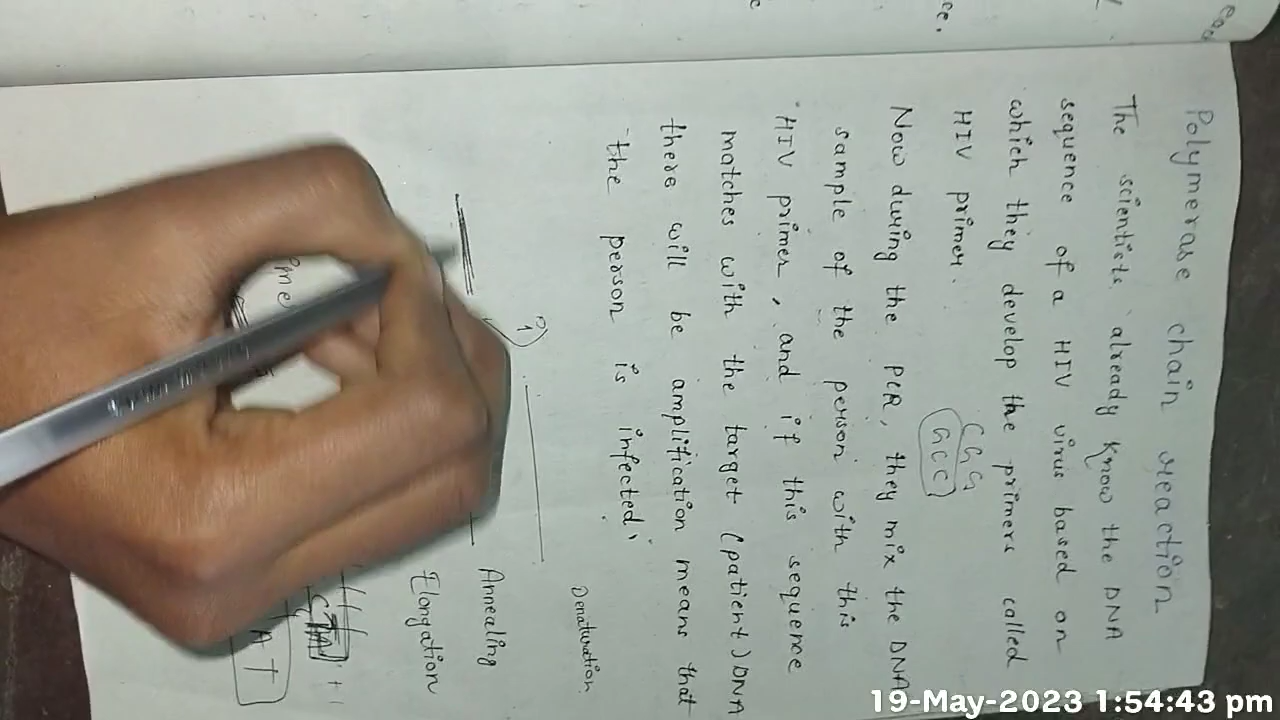 Polymerase chain reaction
The scientists already know the DNA
sequence of a HIV virus based on
which they develop the primers called
HIV primer.
CGG
GCC
Now during the PCR, they mix the DNA
sample of the person with this
HIV primer, and if this sequence
matches with the target (patient) DNA
there will be amplification means that
the person is infected.
Denaturation
1)
Annealing
Elongation
AT
19-May-2023 1:54:43 pm